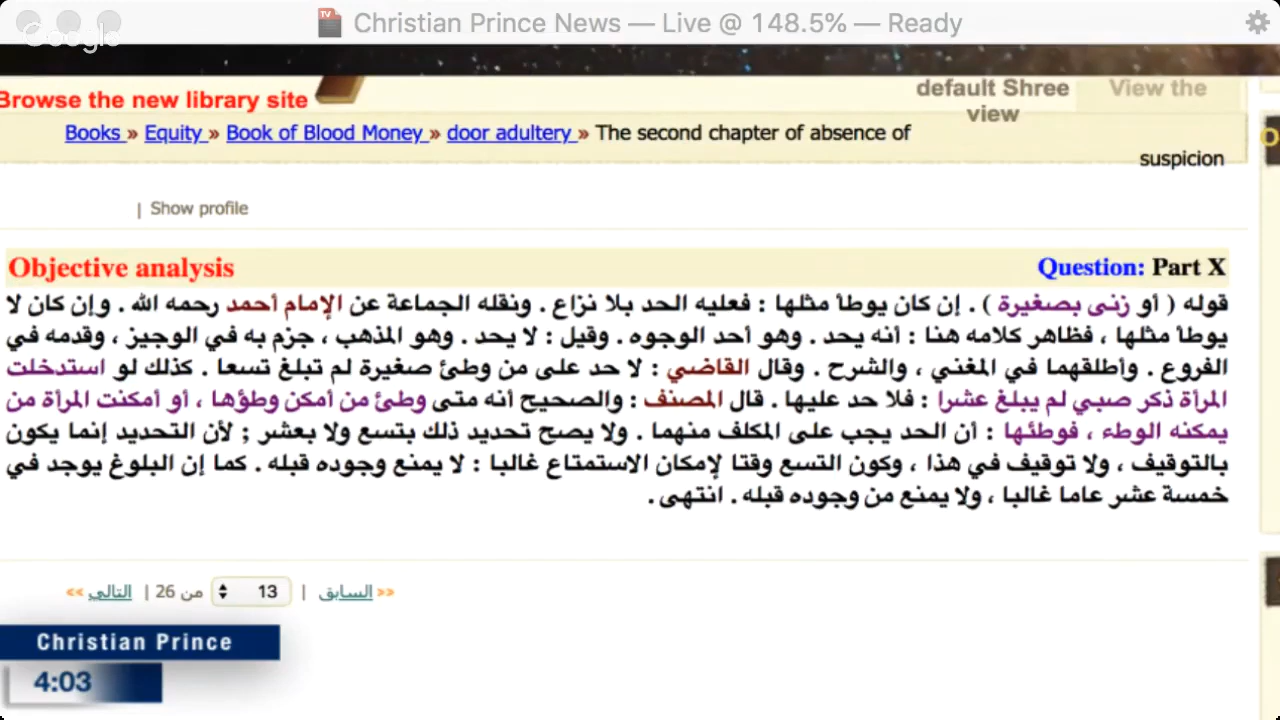 Google
Christian Prince News — Live @ 148.5% — Ready
Browse the new library site
default Shree view
View the
Books » Equity » Book of Blood Money » door adultery » The second chapter of absence of
suspicion
| Show profile
Objective analysis
Question: Part X
قوله ( أو زنى بصغيرة ) . إن كان يوطأ مثلها : فعليه الحد بلا نزاع . ونقله الجماعة عن الإمام أحمد رحمه الله . وإن كان لا
يوطأ مثلها ، فظاهر كلامه هنا : أنه يحد . وهو أحد الوجوه . وقيل : لا يحد . وهو المذهب ، جزم به في الوجيز ، وقدمه في
الفروع . وأطلقهما في المغني ، والشرح . وقال القاضي : لا حد على من وطئ صغيرة لم تبلغ تسعا . كذلك لو استدخلت
المرأة ذكر صبي لم يبلغ عشرا : فلا حد عليها . قال المصنف : والصحيح أنه متى وطئ من أمكن وطؤها ، أو أمكنت المرأة من
يمكنه الوطء ، فوطئها : أن الحد يجب على المكلف منهما . ولا يصح تحديد ذلك بتسع ولا بعشر ; لأن التحديد إنما يكون
بالتوقيف ، ولا توقيف في هذا ، وكون التسع وقتا لإمكان الاستمتاع غالبا : لا يمنع وجوده قبله . كما إن البلوغ يوجد في
خمسة عشر عاما غالبا ، ولا يمنع من وجوده قبله . انتهى .
<< السابق | 13 من 26 | التالي >>
Christian Prince
4:03